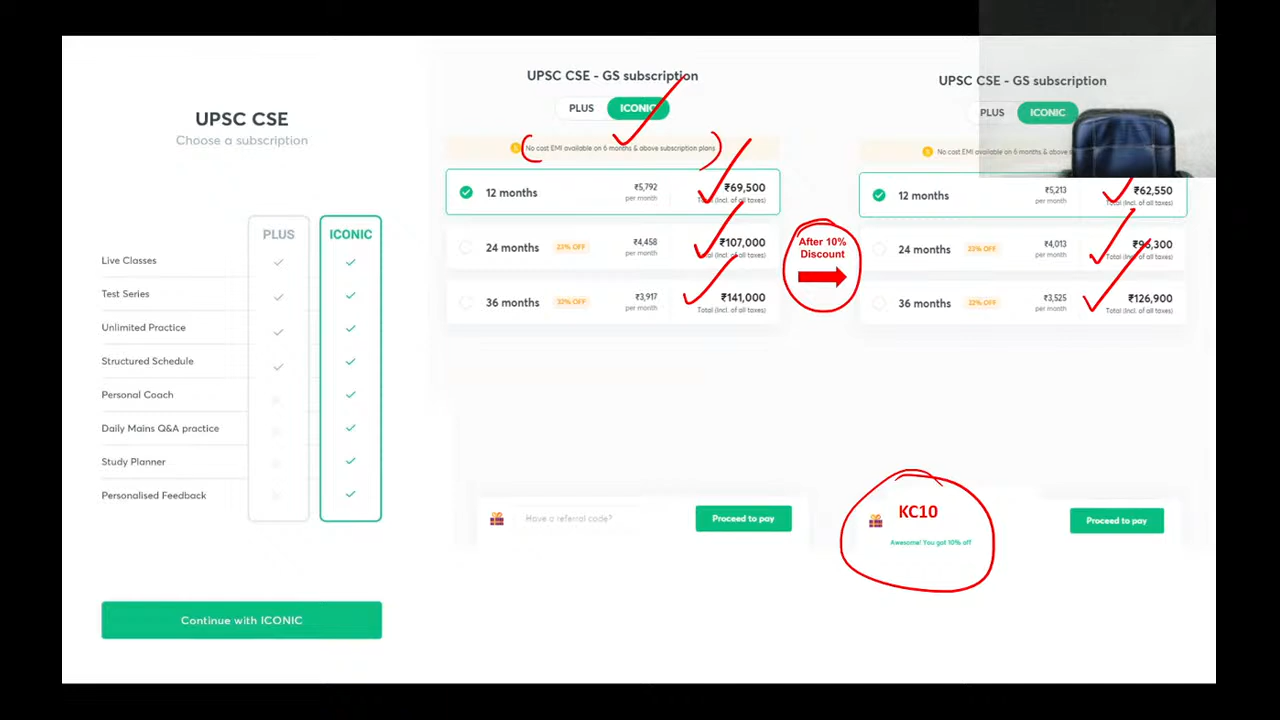 UPSC CSE
Choose a subscription
PLUS
ICONIC
Live Classes
Test Series
Unlimited Practice
Structured Schedule
Personal Coach
Daily Mains Q&A practice
Study Planner
Personalised Feedback
Continue with ICONIC
UPSC CSE - GS subscription
PLUS
ICONIC
No cost EMI available on 6 months & above subscription plans
12 months
₹5,792
per month
₹69,500
Total (Incl. of all taxes)
24 months
23% OFF
₹4,458
per month
₹107,000
Total (Incl. of all taxes)
36 months
32% OFF
₹3,917
per month
₹141,000
Total (Incl. of all taxes)
Have a referral code?
Proceed to pay
After 10%
Discount
UPSC CSE - GS subscription
PLUS
ICONIC
No cost EMI available on 6 months & above
12 months
₹5,213
per month
₹62,550
Total (Incl. of all taxes)
24 months
23% OFF
₹4,013
per month
₹96,300
Total (Incl. of all taxes)
36 months
32% OFF
₹3,525
per month
₹126,900
Total (Incl. of all taxes)
KC10
Awesome! You got 10% off
Proceed to pay